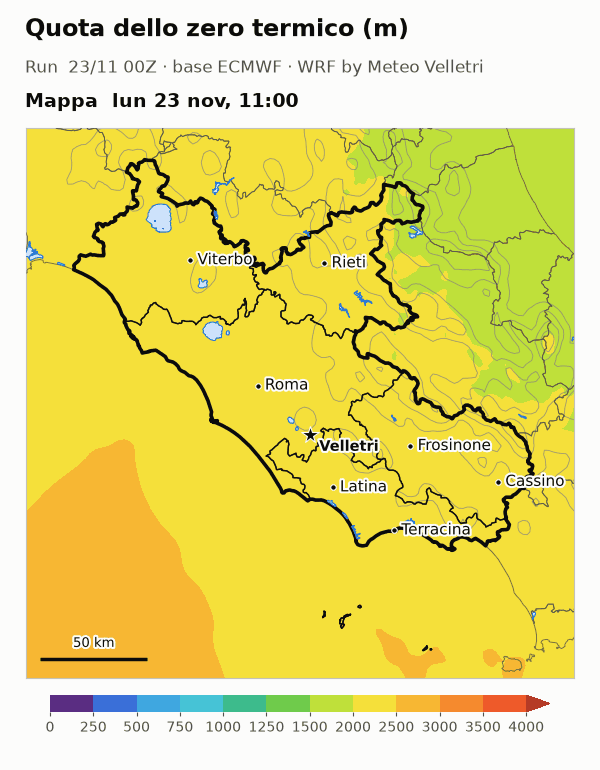 Quota dello zero termico (m)
Run  23/11 00Z · base ECMWF · WRF by Meteo Velletri
Mappa  lun 23 nov, 11:00
Viterbo
Rieti
Roma
Velletri
Frosinone
Cassino
Latina
Terracina
50 km
0 250 500 750 1000 1250 1500 2000 2500 3000 3500 4000